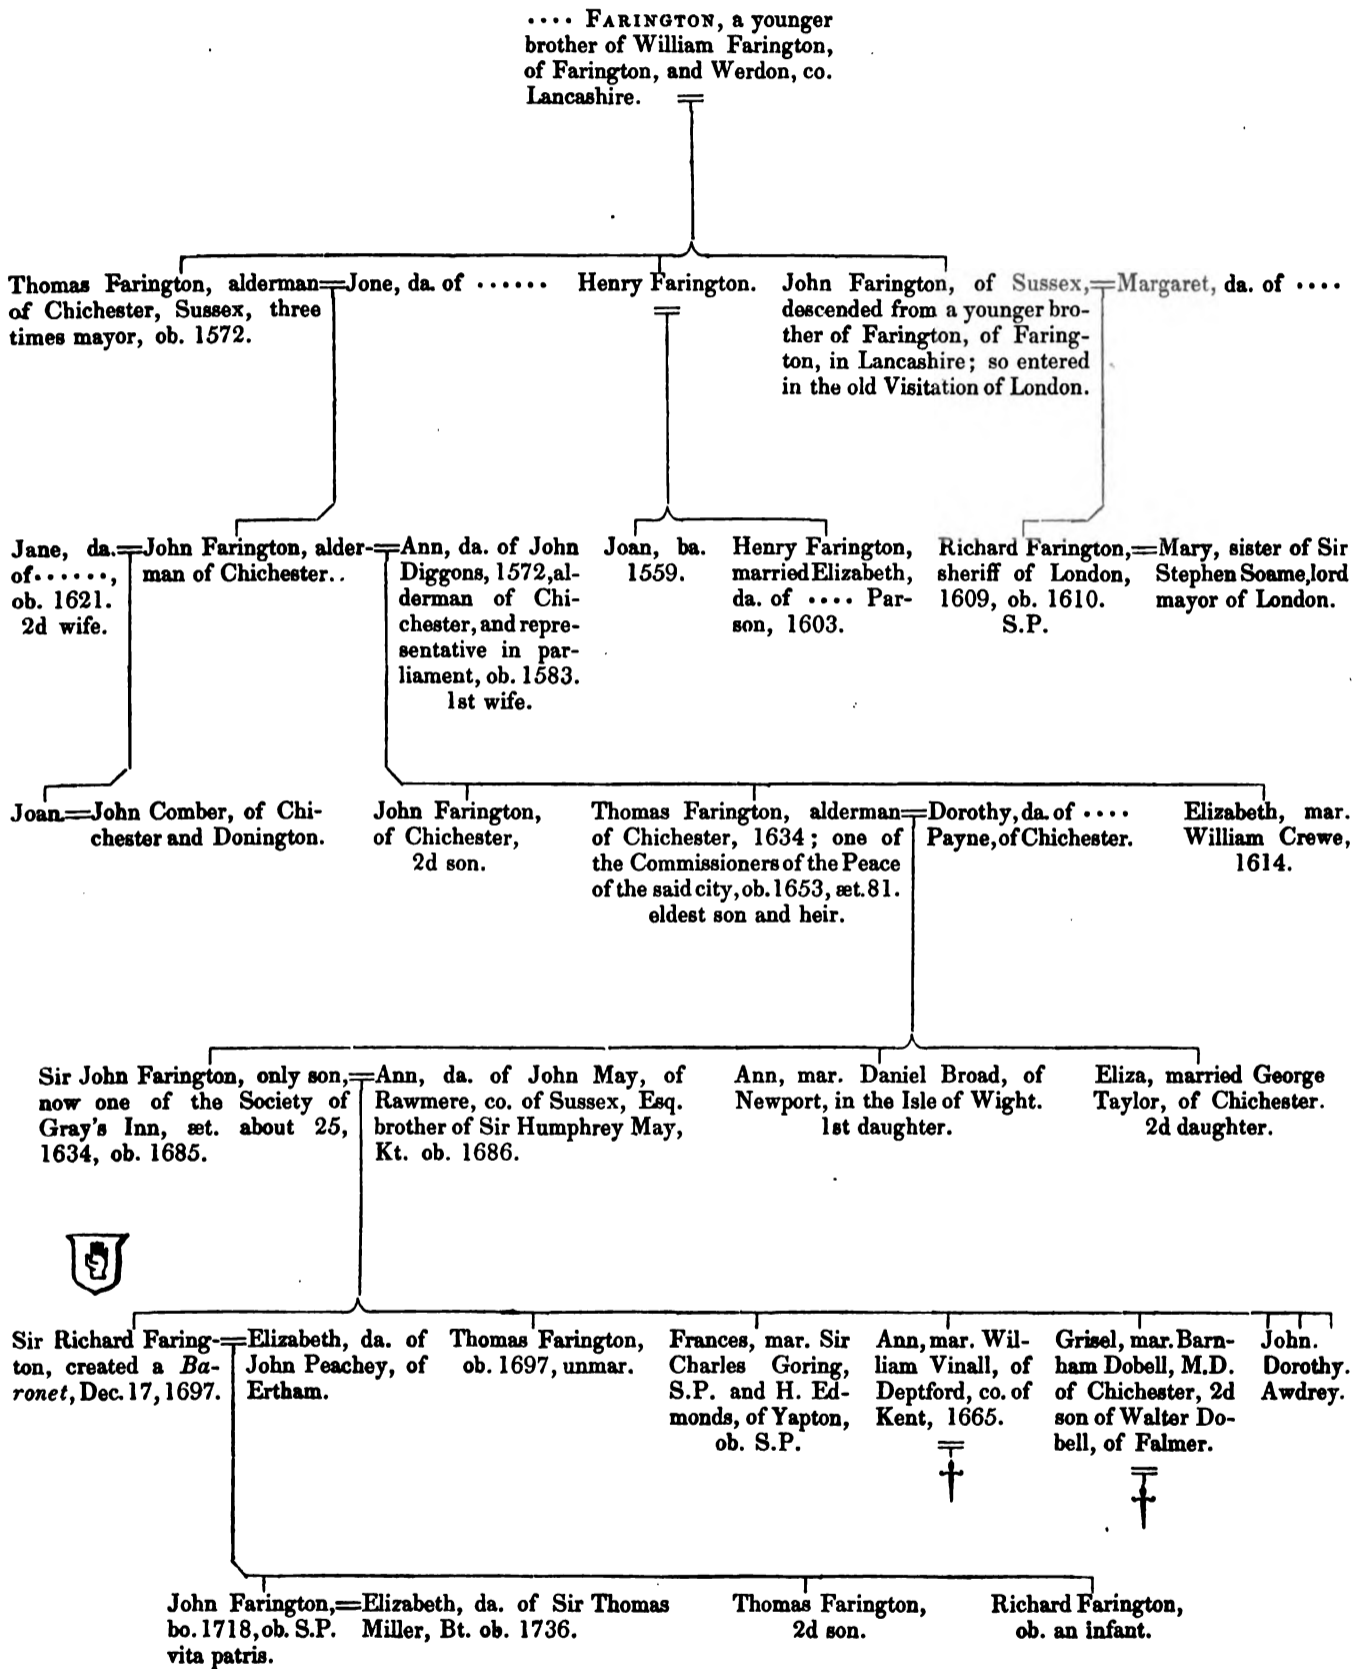 .... FARINGTON, a younger
brother of William Farington,
of Farington, and Werdon, co.
Lancashire.
Thomas Farington, alderman
of Chichester, Sussex, three
times mayor, ob. 1572.
Jone, da. of ......
Henry Farington.
John Farington, of Sussex,
descended from a younger bro-
ther of Farington, of Faring-
ton, in Lancashire; so entered
in the old Visitation of London.
Margaret, da. of ....
Jane, da.
of......,
ob. 1621.
2d wife.
John Farington, alder-
man of Chichester..
Ann, da. of John
Diggons, 1572, al-
derman of Chi-
chester, and repre-
sentative in par-
liament, ob. 1583.
1st wife.
Joan, ba.
1559.
Henry Farington,
married Elizabeth,
da. of .... Par-
son, 1603.
Richard Farington,
sheriff of London,
1609, ob. 1610.
S.P.
Mary, sister of Sir
Stephen Soame, lord
mayor of London.
Joan
John Comber, of Chi-
chester and Donington.
John Farington,
of Chichester,
2d son.
Thomas Farington, alderman
of Chichester, 1634; one of
the Commissioners of the Peace
of the said city, ob. 1653, æt. 81.
eldest son and heir.
Dorothy, da. of ....
Payne, of Chichester.
Elizabeth, mar.
William Crewe,
1614.
Sir John Farington, only son,
now one of the Society of
Gray's Inn, æt. about 25,
1634, ob. 1685.
Ann, da. of John May, of
Rawmere, co. of Sussex, Esq.
brother of Sir Humphrey May,
Kt. ob. 1686.
Ann, mar. Daniel Broad, of
Newport, in the Isle of Wight.
1st daughter.
Eliza, married George
Taylor, of Chichester.
2d daughter.
Sir Richard Faring-
ton, created a Ba-
ronet, Dec. 17, 1697.
Elizabeth, da. of
John Peachey, of
Ertham.
Thomas Farington,
ob. 1697, unmar.
Frances, mar. Sir
Charles Goring,
S.P. and H. Ed-
monds, of Yapton,
ob. S.P.
Ann, mar. Wil-
liam Vinall, of
Deptford, co. of
Kent, 1665.
Grisel, mar. Barn-
ham Dobell, M.D.
of Chichester, 2d
son of Walter Do-
bell, of Falmer.
John.
Dorothy.
Awdrey.
John Farington,
bo. 1718, ob. S.P.
vita patris.
Elizabeth, da. of Sir Thomas
Miller, Bt. ob. 1736.
Thomas Farington,
2d son.
Richard Farington,
ob. an infant.